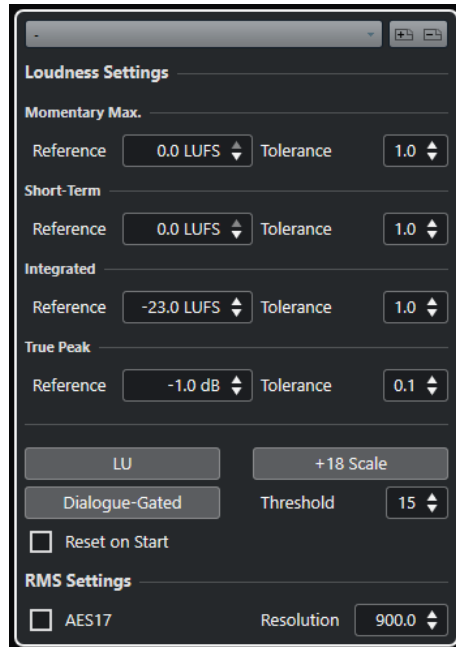 -
Loudness Settings
Momentary Max.
Reference 0.0 LUFS Tolerance 1.0
Short-Term
Reference 0.0 LUFS Tolerance 1.0
Integrated
Reference -23.0 LUFS Tolerance 1.0
True Peak
Reference -1.0 dB Tolerance 0.1
LU +18 Scale
Dialogue-Gated Threshold 15
Reset on Start
RMS Settings
AES17 Resolution 900.0